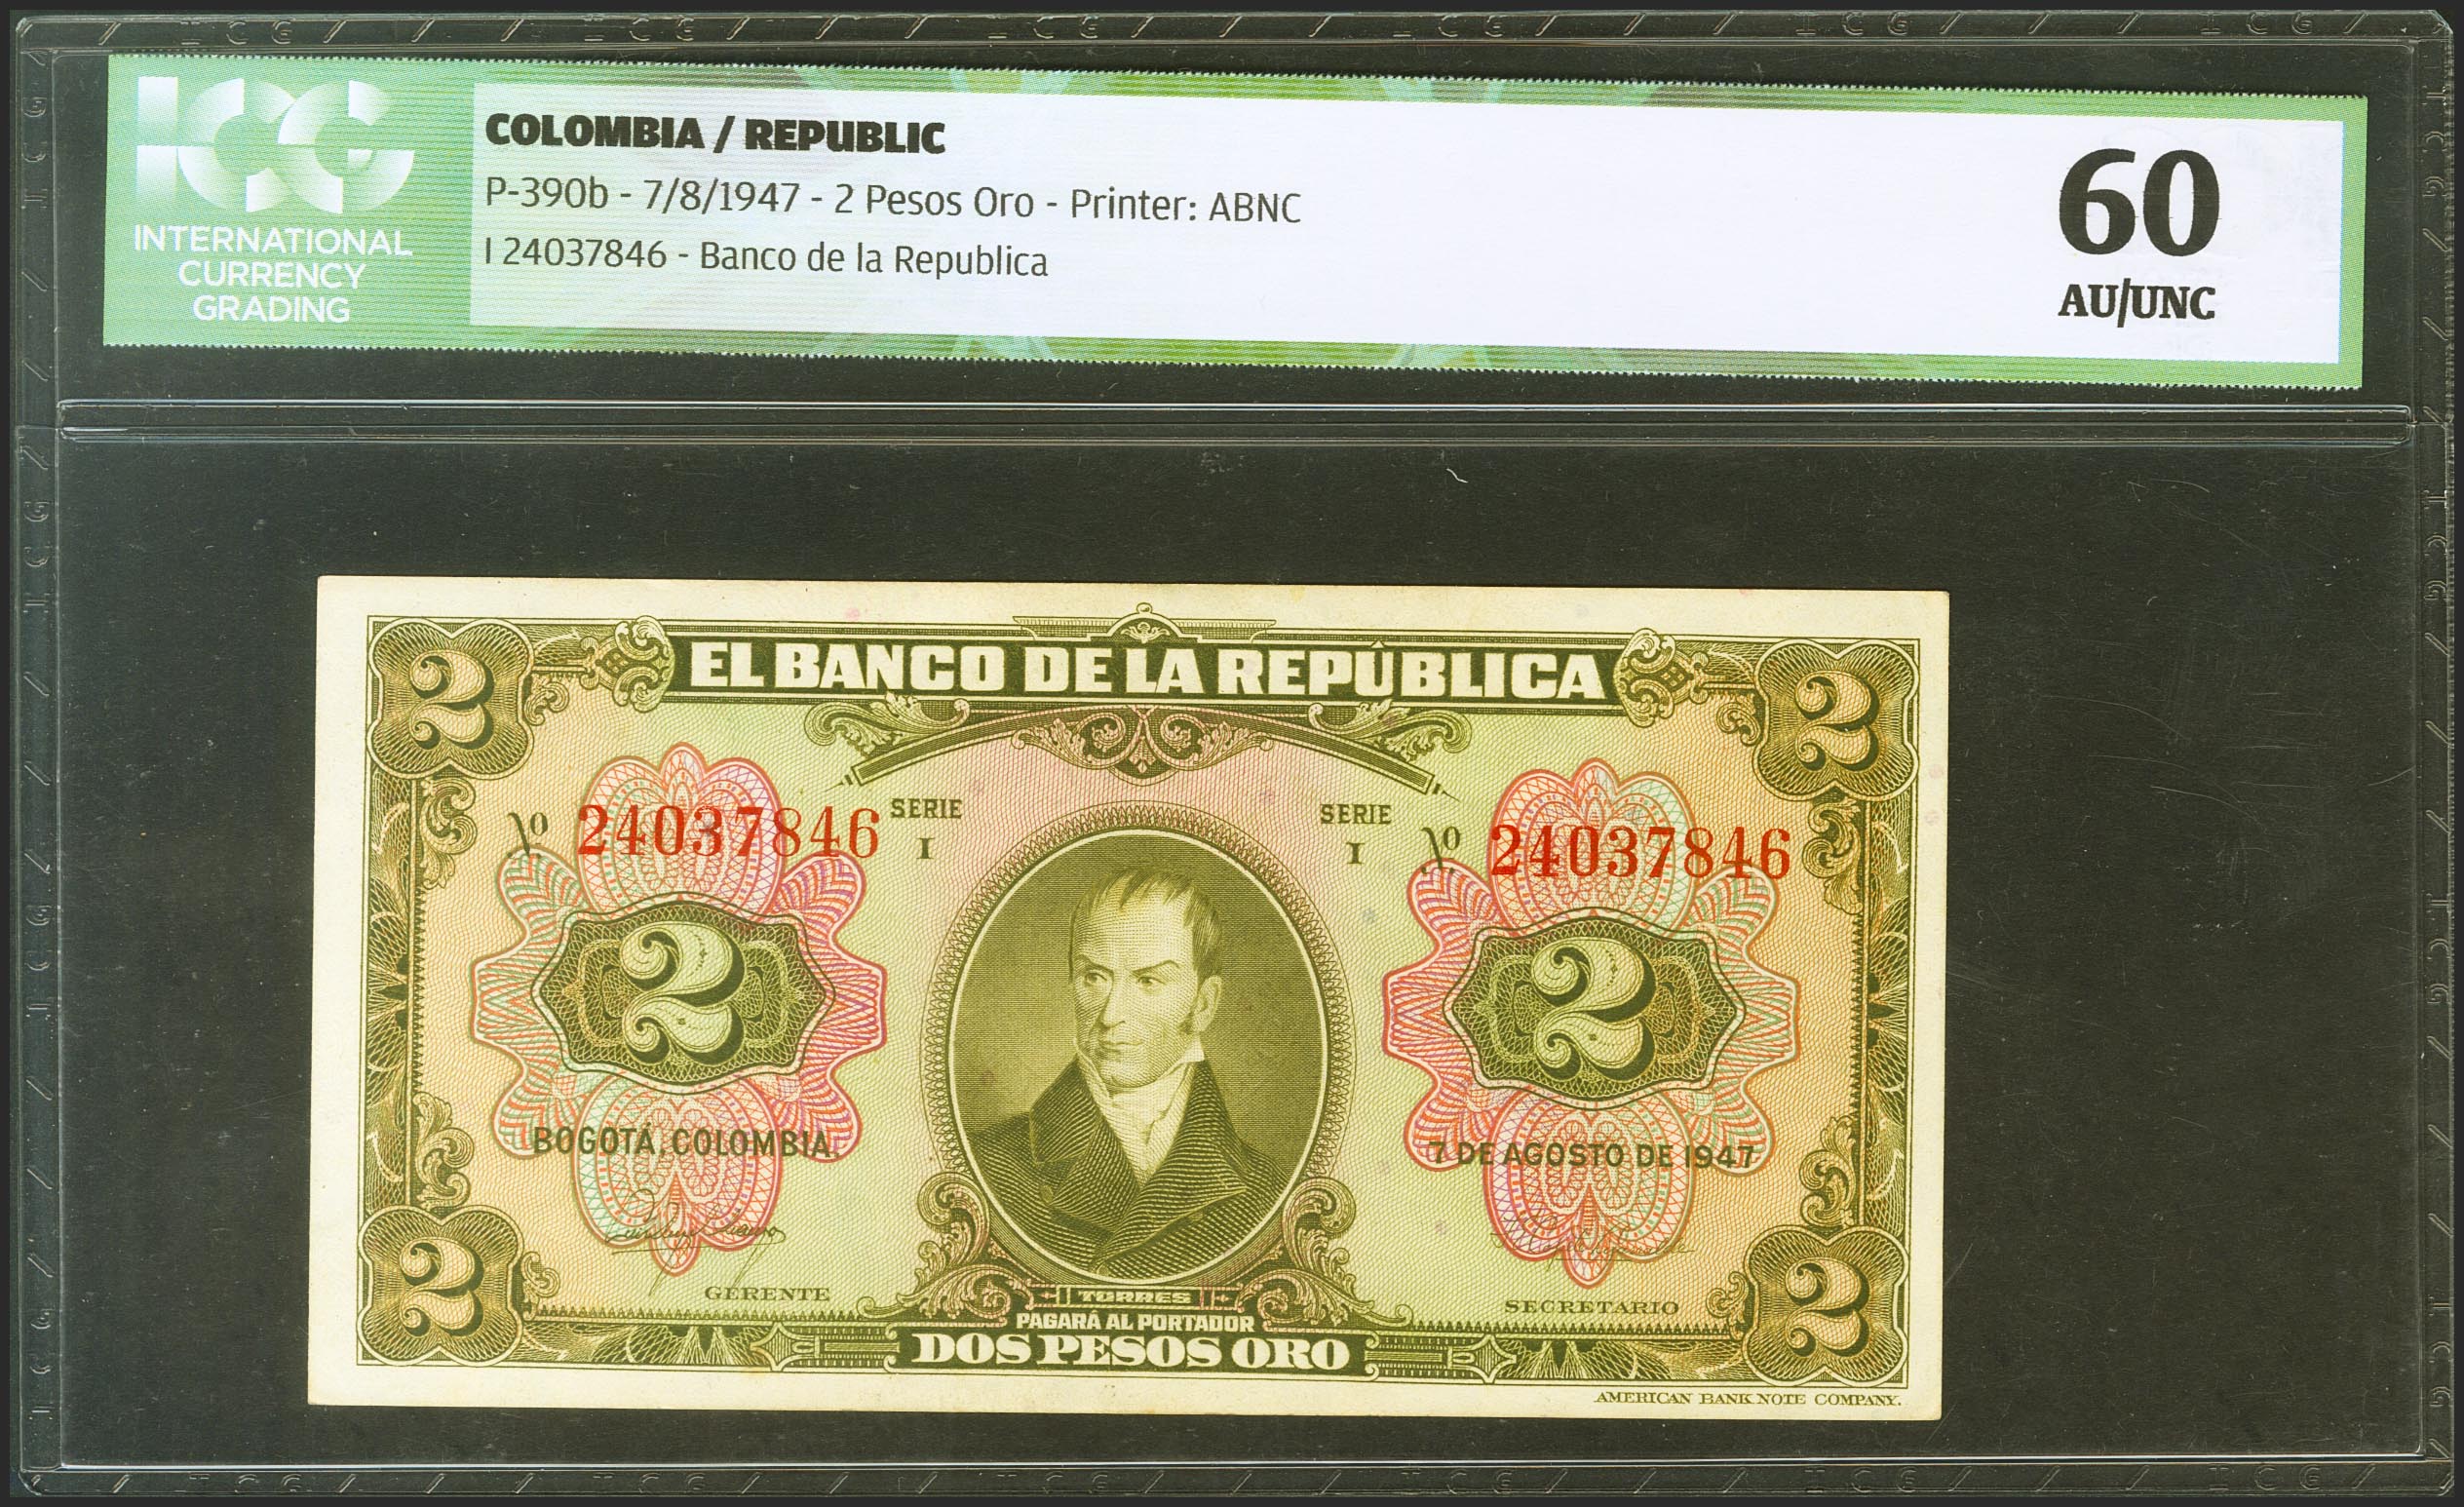 ICG
INTERNATIONAL
CURRENCY
GRADING
COLOMBIA / REPUBLIC
P-390b - 7/8/1947 - 2 Pesos Oro - Printer: ABNC
I 24037846 - Banco de la Republica
60
AU/UNC
EL BANCO DE LA REPÚBLICA
2 2
Nº 24037846 SERIE I
SERIE I Nº 24037846
2 2
BOGOTÁ, COLOMBIA.
7 DE AGOSTO DE 1947
GERENTE
SECRETARIO
TORRES
PAGARÁ AL PORTADOR
2 DOS PESOS ORO 2
AMERICAN BANK NOTE COMPANY.